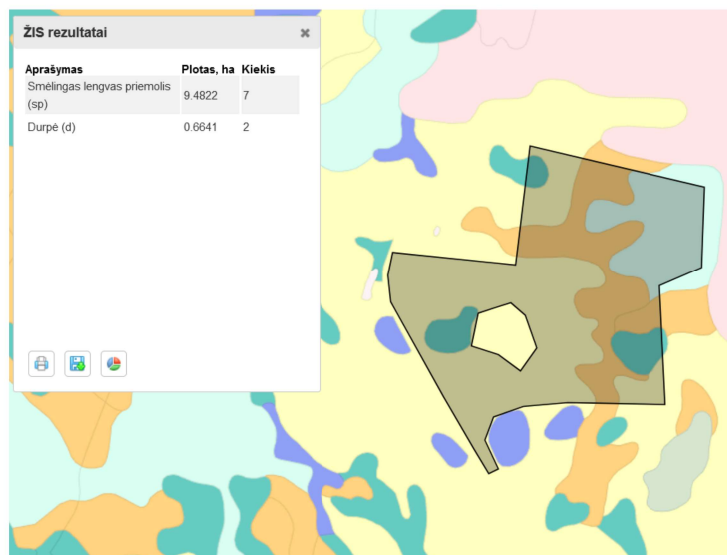 ŽIS rezultatai
Aprašymas Plotas, ha Kiekis
Smėlingas lengvas priemolis
(sp) 9.4822 7
Durpė (d) 0.6641 2